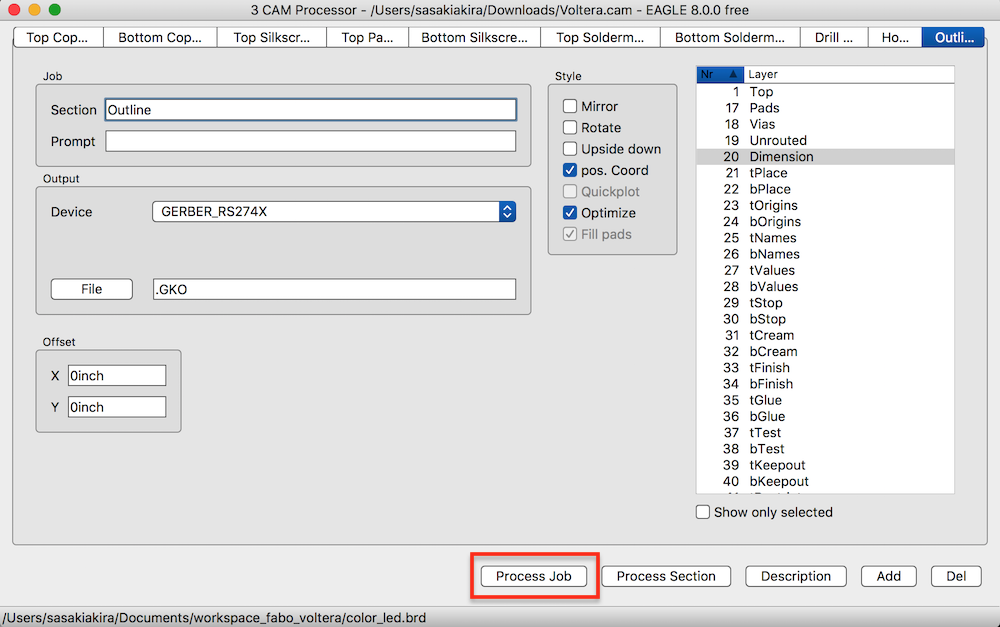 3 CAM Processor - /Users/sasakiakira/Downloads/Voltera.cam - EAGLE 8.0.0 free
Top Cop... Bottom Cop... Top Silkscr... Top Pa... Bottom Silkscre... Top Solderm... Bottom Solderm... Drill ... Ho... Outli...
Job
Section Outline
Prompt
Output
Device GERBER_RS274X
File .GKO
Offset
X 0inch
Y 0inch
Style
Mirror
Rotate
Upside down
pos. Coord
Quickplot
Optimize
Fill pads
Nr Layer
1 Top
17 Pads
18 Vias
19 Unrouted
20 Dimension
21 tPlace
22 bPlace
23 tOrigins
24 bOrigins
25 tNames
26 bNames
27 tValues
28 bValues
29 tStop
30 bStop
31 tCream
32 bCream
33 tFinish
34 bFinish
35 tGlue
36 bGlue
37 tTest
38 bTest
39 tKeepout
40 bKeepout
Show only selected
Process Job Process Section Description Add Del
/Users/sasakiakira/Documents/workspace_fabo_voltera/color_led.brd